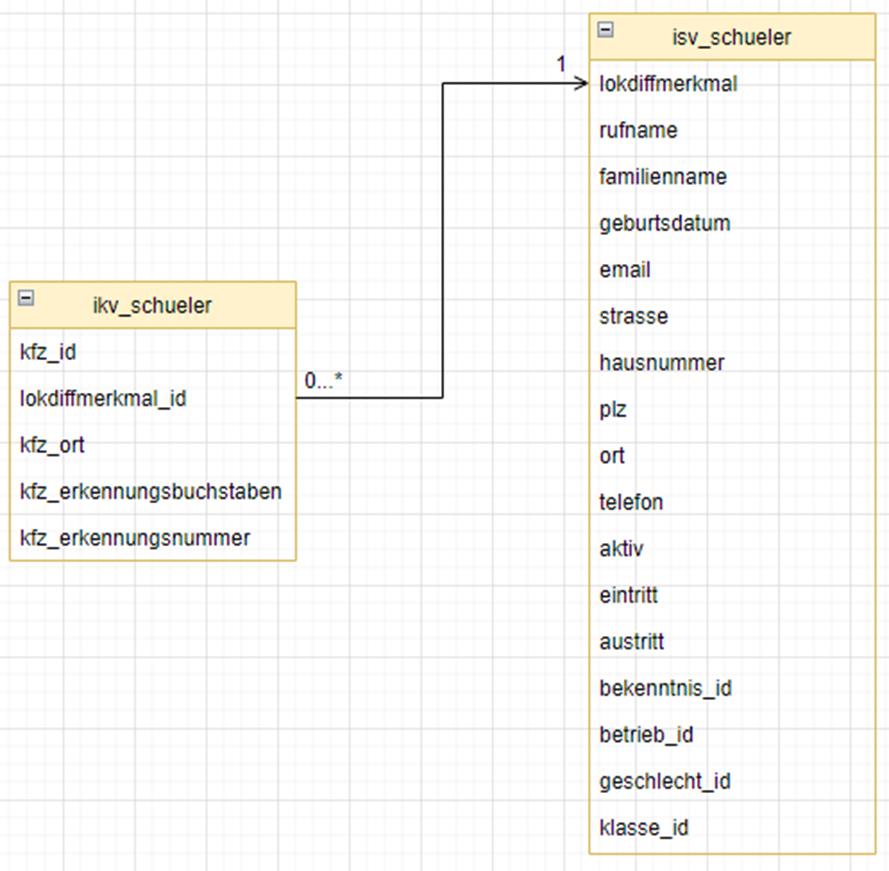 isv_schueler
1
lokdiffmerkmal
rufname
familienname
geburtsdatum
email
strasse
hausnummer
plz
ort
telefon
aktiv
eintritt
austritt
bekenntnis_id
betrieb_id
geschlecht_id
klasse_id
ikv_schueler
kfz_id
0...*
lokdiffmerkmal_id
kfz_ort
kfz_erkennungsbuchstaben
kfz_erkennungsnummer